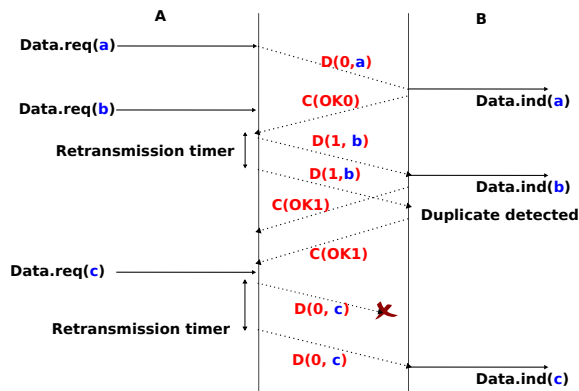 A B
Data.req(a)
D(0,a)
Data.ind(a)
C(OK0)
Data.req(b)
Retransmission timer
D(1, b)
D(1,b)
Data.ind(b)
C(OK1)
Duplicate detected
C(OK1)
Data.req(c)
D(0, c)
Retransmission timer
D(0, c)
Data.ind(c)